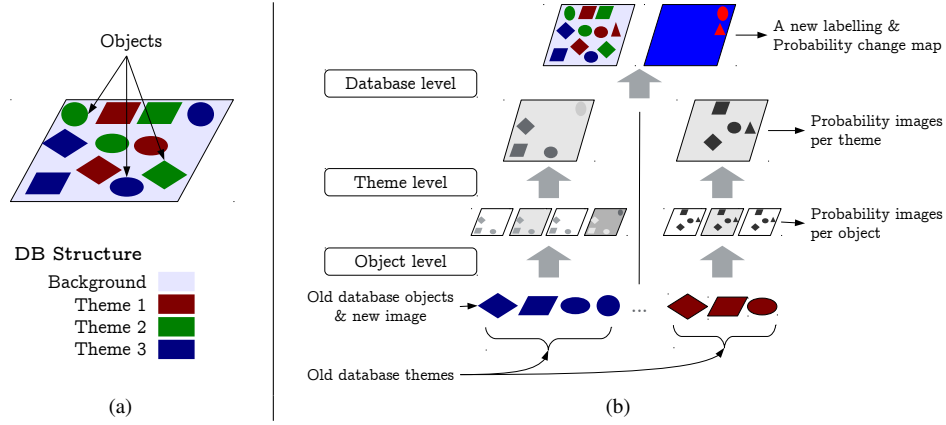 Objects
DB Structure
Background
Theme 1
Theme 2
Theme 3
(a)
A new labelling &
Probability change map
Database level
Probability images
per theme
Theme level
Probability images
per object
Object level
Old database objects
& new image
...
Old database themes
(b)